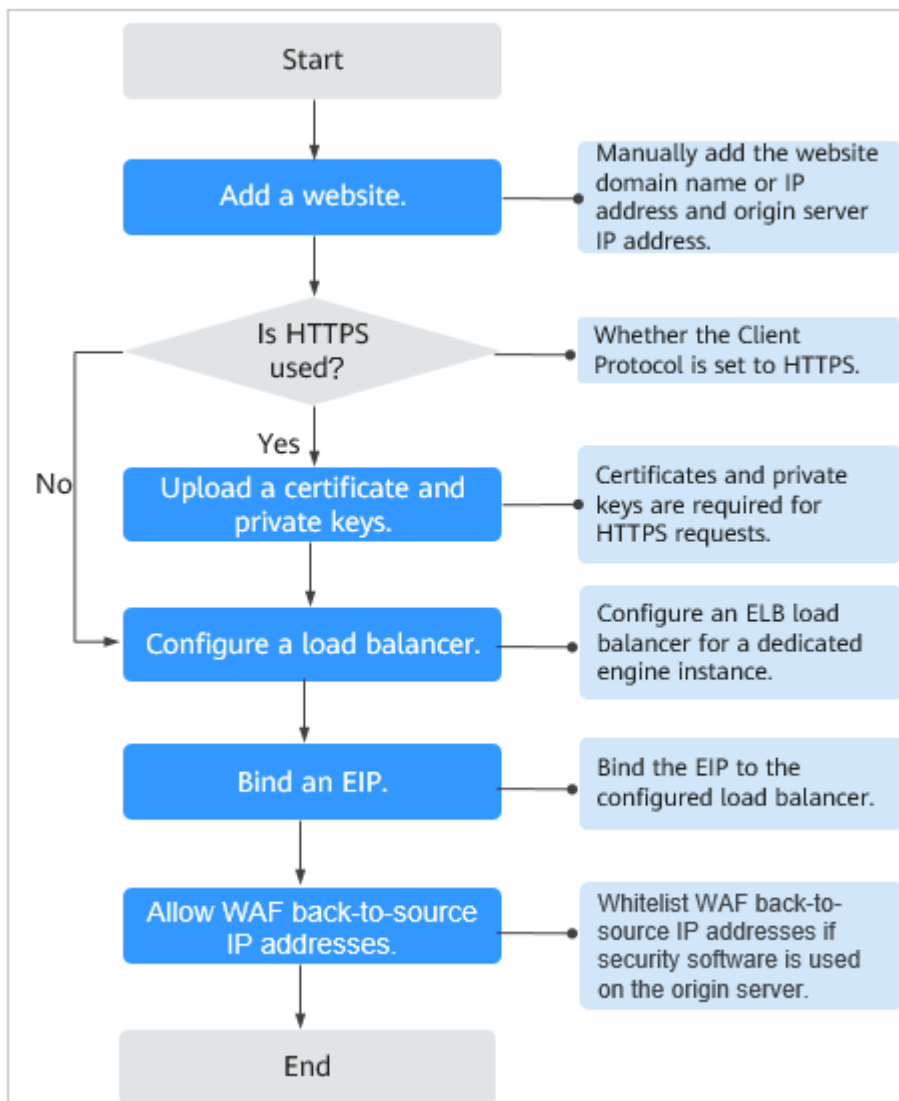 Start
Add a website.
Manually add the website
domain name or IP
address and origin server
IP address.
Is HTTPS
used?
Whether the Client
Protocol is set to HTTPS.
Yes
No
Upload a certificate and
private keys.
Certificates and private
keys are required for
HTTPS requests.
Configure a load balancer.
Configure an ELB load
balancer for a dedicated
engine instance.
Bind an EIP.
Bind the EIP to the
configured load balancer.
Allow WAF back-to-source
IP addresses.
Whitelist WAF back-to-
source IP addresses if
security software is used
on the origin server.
End